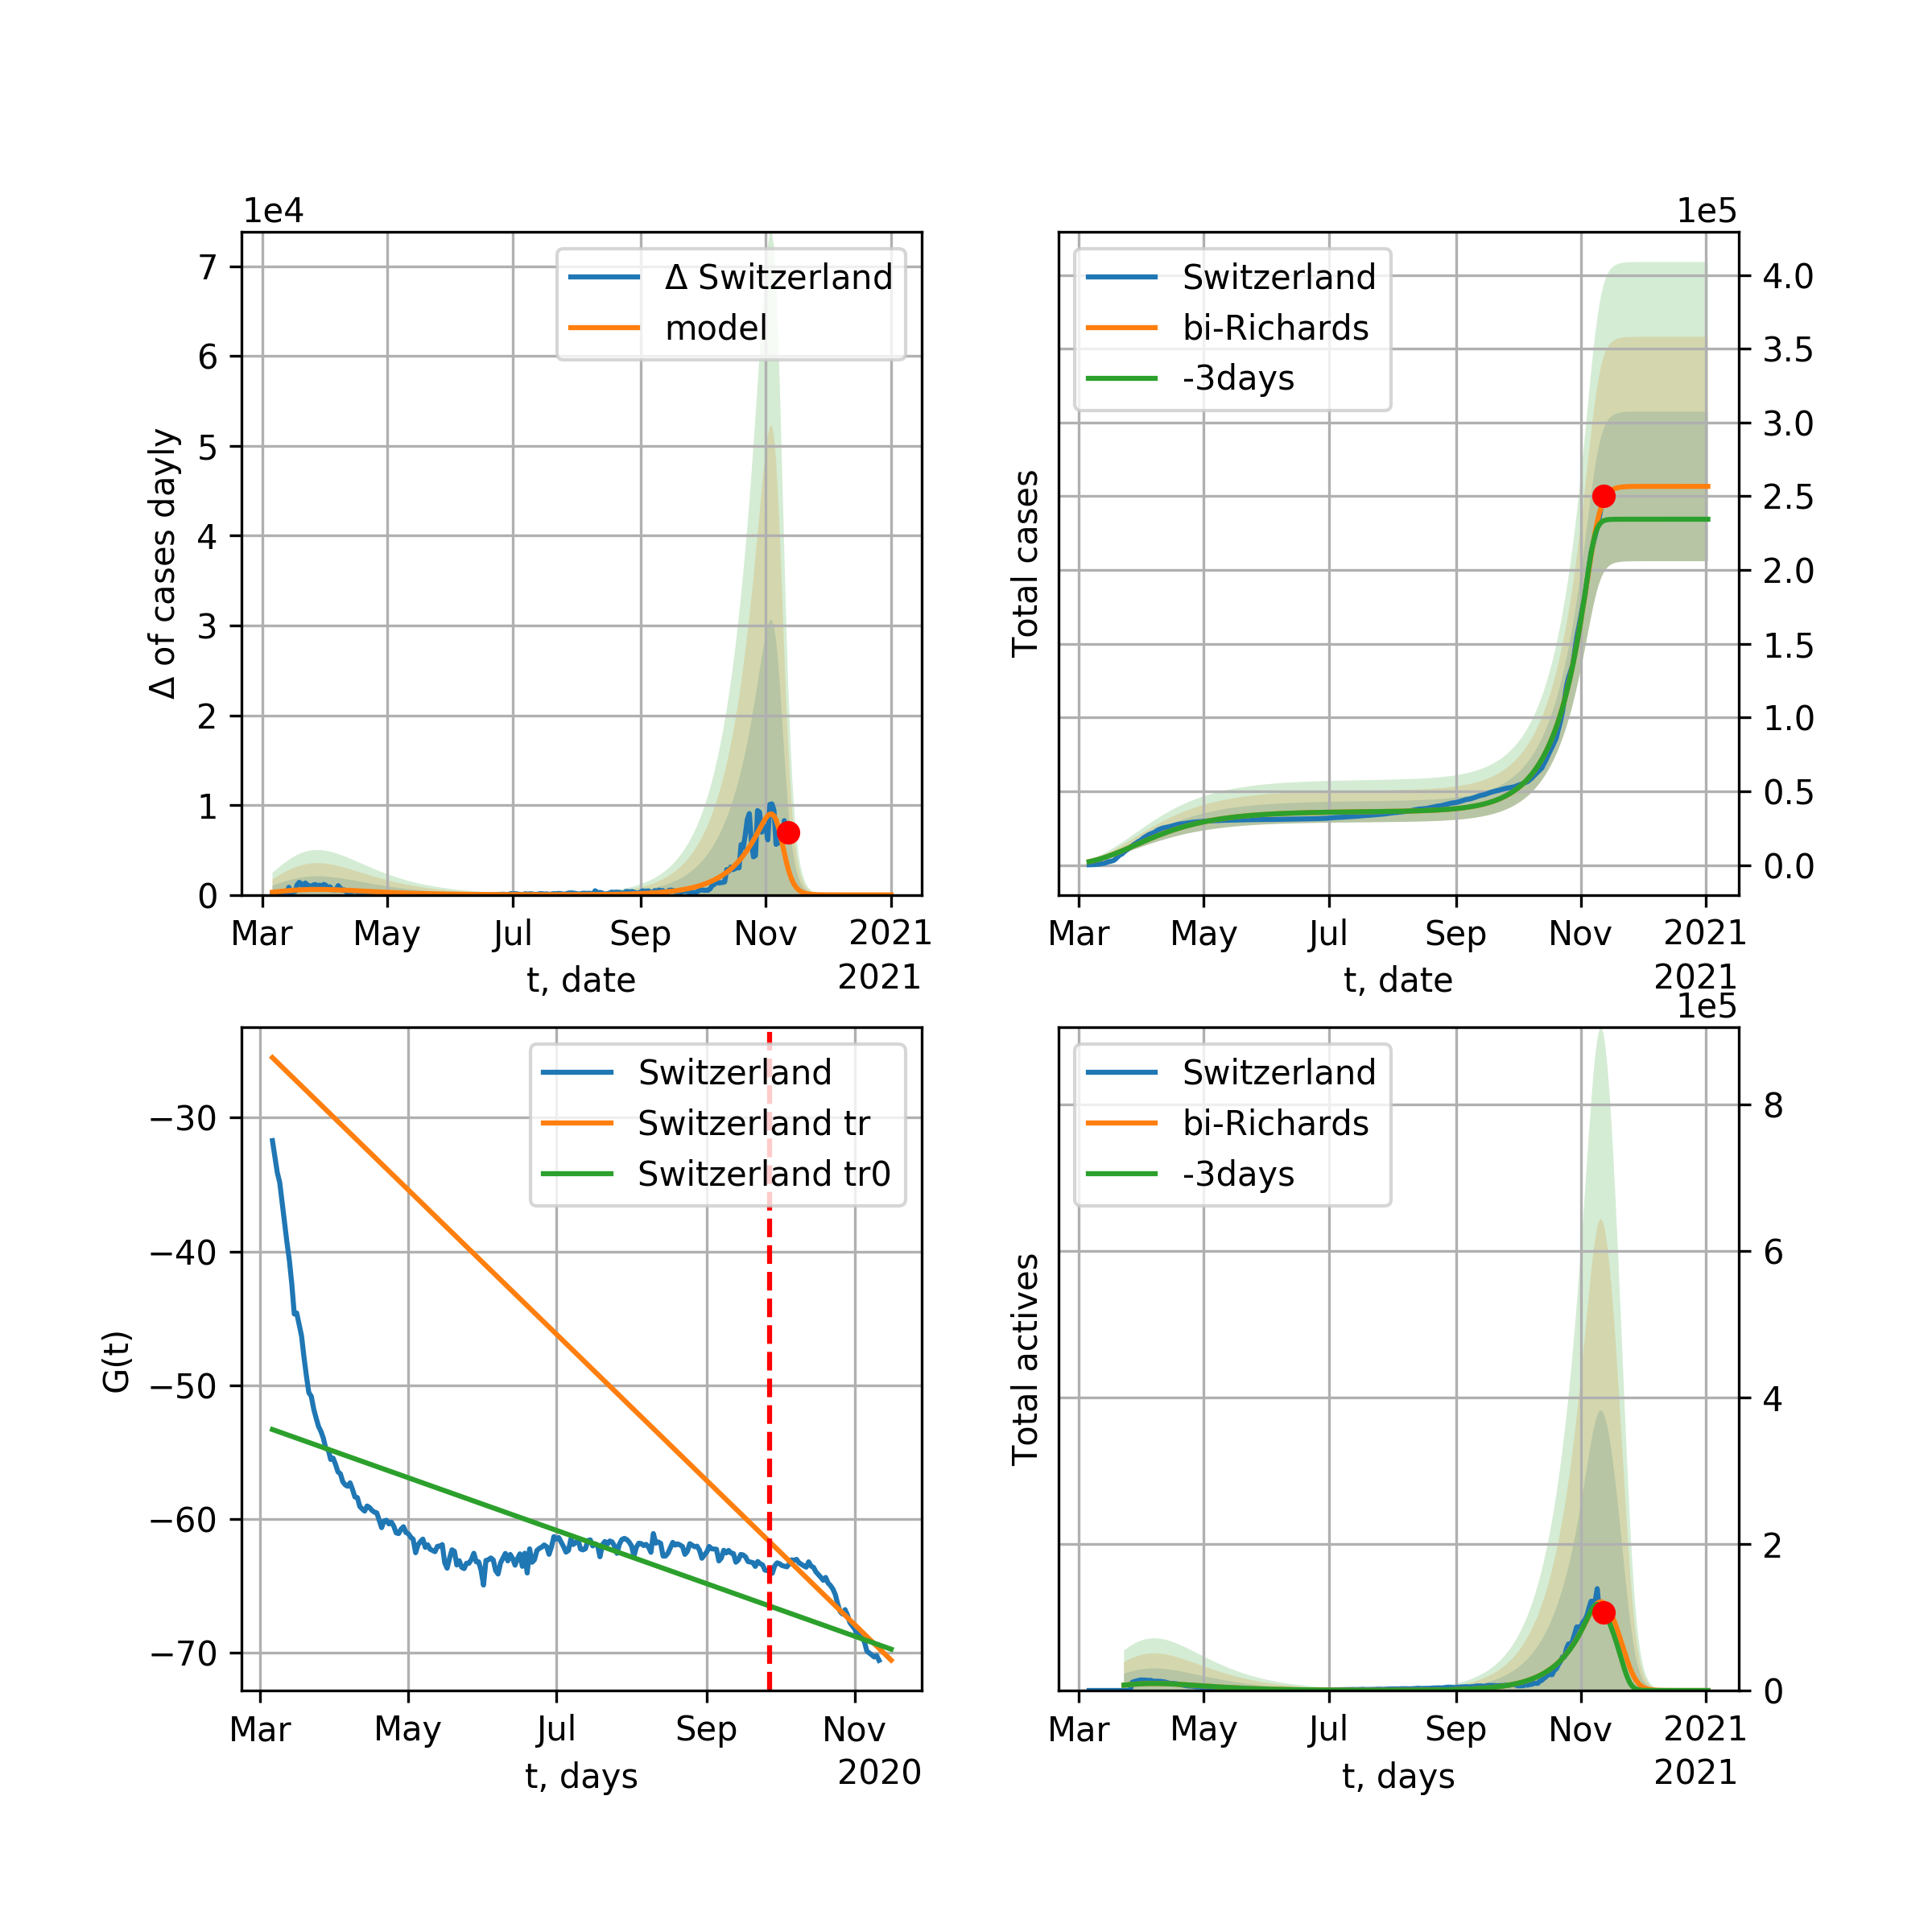 1e4
Δ of cases dayly
7
6
5
4
3
2
1
0
Δ Switzerland
model
Mar May Jul Sep Nov 2021
t, date 2021
1e5
Total cases
Switzerland
bi-Richards
-3days
4.0
3.5
3.0
2.5
2.0
1.5
1.0
0.5
0.0
Mar May Jul Sep Nov 2021
t, date 2021
G(t)
−30
−40
−50
−60
−70
Switzerland
Switzerland tr
Switzerland tr0
Mar May Jul Sep Nov
t, days 2020
1e5
Total actives
Switzerland
bi-Richards
-3days
8
6
4
2
0
Mar May Jul Sep Nov 2021
t, days 2021